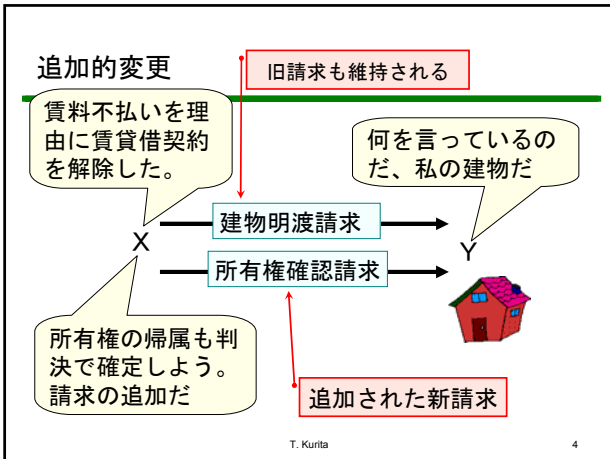 追加的変更
旧請求も維持される
賃料不払いを理
由に賃貸借契約
を解除した。
何を言っているの
だ、私の建物だ
建物明渡請求
X
Y
所有権確認請求
所有権の帰属も判
決で確定しよう。
請求の追加だ
追加された新請求
T. Kurita
4